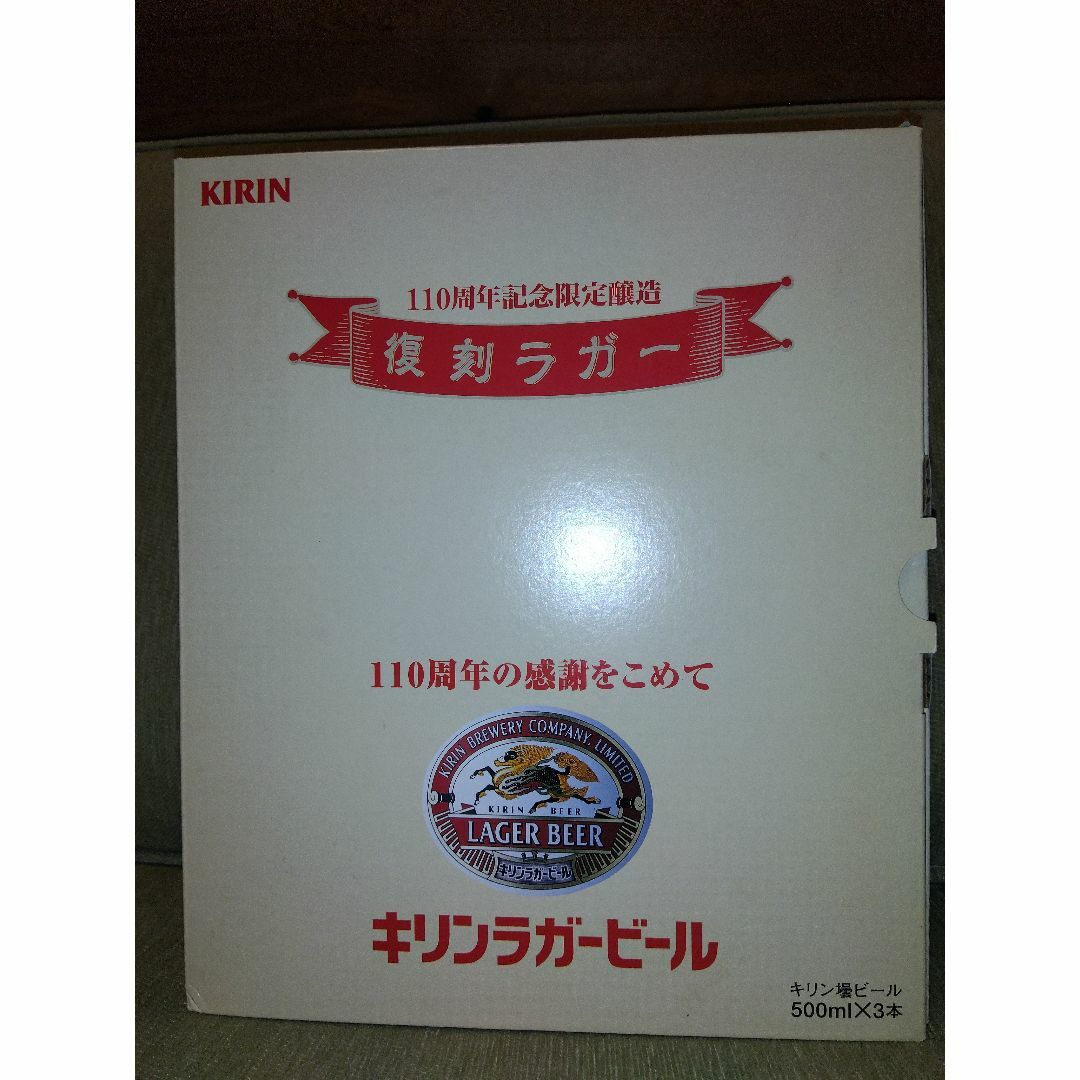 KIRIN
110周年記念限定醸造
復刻ラガー
110周年の感謝をこめて
KIRIN BREWERY COMPANY, LIMITED
KIRIN BEER
LAGER BEER
キリンラガービール
キリンラガービール
キリン壜ビール
500ml×3本